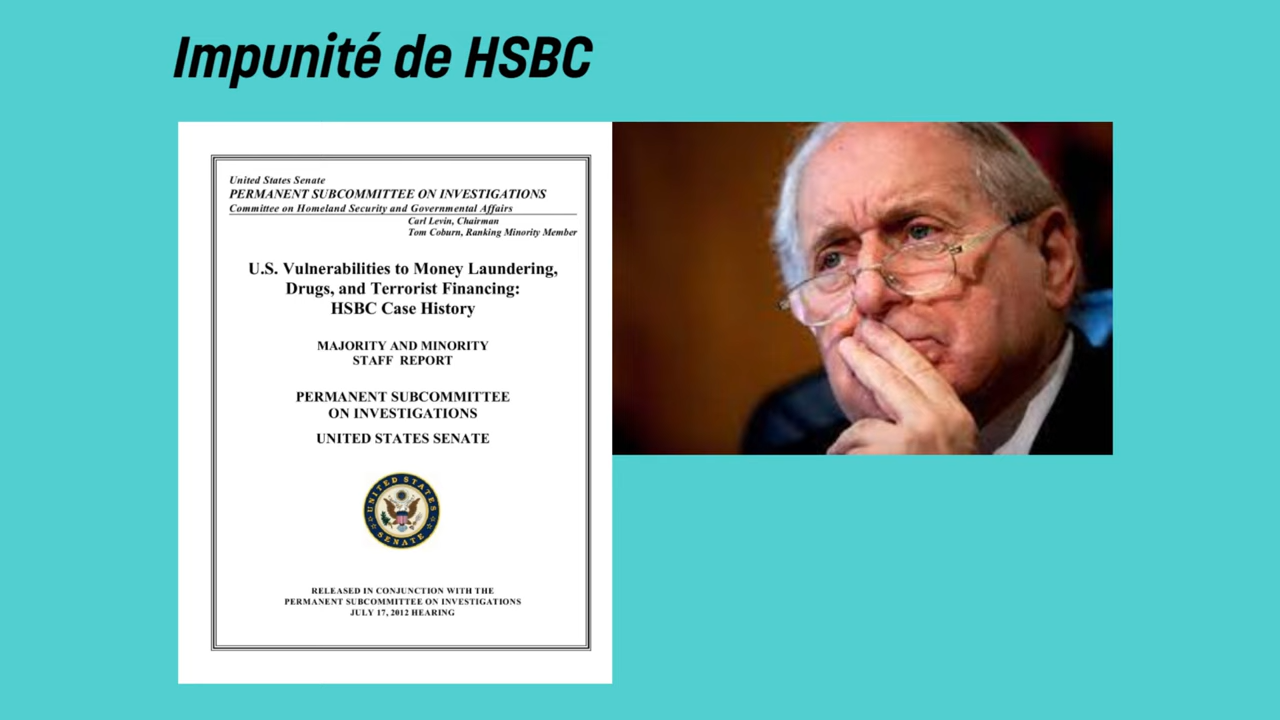 Impunité de HSBC
United States Senate
PERMANENT SUBCOMMITTEE ON INVESTIGATIONS
Committee on Homeland Security and Governmental Affairs
Carl Levin, Chairman
Tom Coburn, Ranking Minority Member
U.S. Vulnerabilities to Money Laundering,
Drugs, and Terrorist Financing:
HSBC Case History
MAJORITY AND MINORITY
STAFF REPORT
PERMANENT SUBCOMMITTEE
ON INVESTIGATIONS
UNITED STATES SENATE
UNITED STATES
SENATE
RELEASED IN CONJUNCTION WITH THE
PERMANENT SUBCOMMITTEE ON INVESTIGATIONS
JULY 17, 2012 HEARING